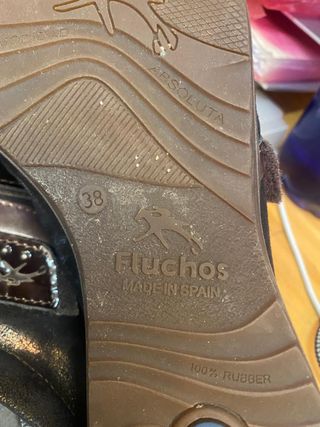 ABSOLUTA
38
Fluchos
MADE IN SPAIN
100% RUBBER